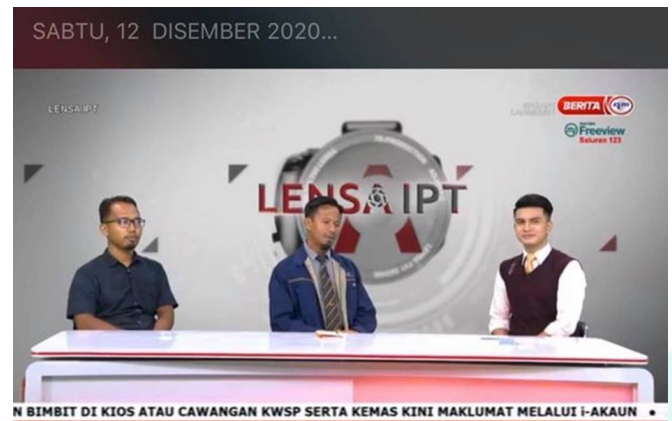 SABTU, 12 DISEMBER 2020...
LENSA IPT
BERITA rtm
Freeview
Saluran 123
LENSA IPT
N BIMBIT DI KIOS ATAU CAWANGAN KWSP SERTA KEMAS KINI MAKLUMAT MELALUI i-AKAUN •